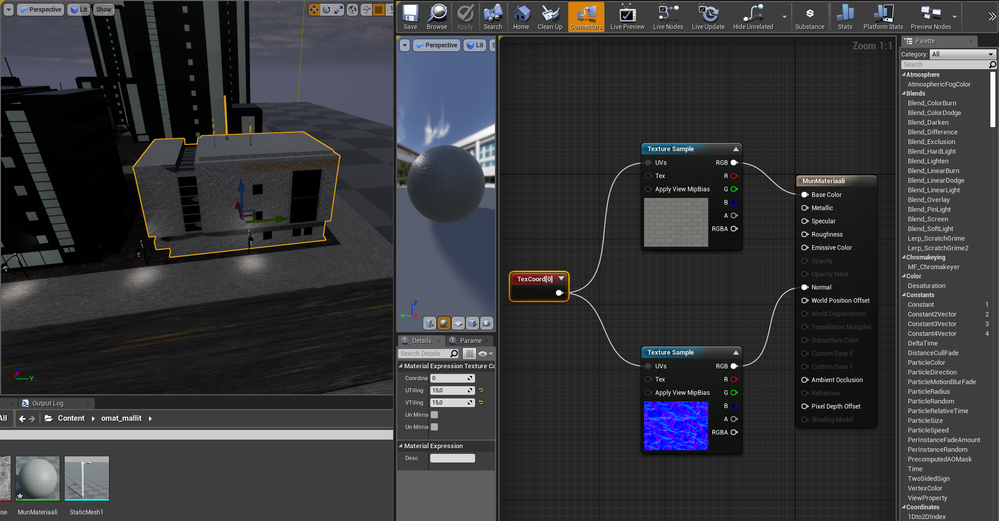 Perspective Lit Show
Save Browse Apply Search Home Clean Up Connectors Live Preview Live Nodes Live Update Hide Unrelated Substance Stats Platform Stats Preview Nodes
S
Perspective Lit S
Zoom 1:1
Palette
Category: All
Search
Atmosphere
AtmosphericFogColor
Blends
Blend_ColorBurn
Blend_ColorDodge
Blend_Darken
Blend_Difference
Blend_Exclusion
Blend_HardLight
Blend_Lighten
Blend_LinearBurn
Blend_LinearDodge
Blend_LinearLight
Blend_Overlay
Blend_PinLight
Blend_Screen
Blend_SoftLight
Lerp_ScratchGrime
Lerp_ScratchGrime2
Chromakeying
MF_Chromakeyer
Color
Desaturation
Constants
Constant 1
Constant2Vector 2
Constant3Vector 3
Constant4Vector 4
DeltaTime
DistanceCullFade
ParticleColor
ParticleDirection
ParticleMotionBlurFade
ParticleRadius
ParticleRandom
ParticleRelativeTime
ParticleSize
ParticleSpeed
PerInstanceFadeAmount
PerInstanceRandom
PrecomputedAOMask
Time
TwoSidedSign
VertexColor
ViewProperty
Coordinates
1Dto2DIndex
Texture Sample
UVs RGB
Tex R
Apply View MipBias G
B
A
RGBA
MunMateriaali
Base Color
Metallic
Specular
Roughness
Emissive Color
Opacity
Opacity Mask
Normal
World Position Offset
World Displacement
Tessellation Multiplier
Subsurface Color
Custom Data 0
Custom Data 1
Ambient Occlusion
Refraction
Pixel Depth Offset
Shading Model
TexCoord[0]
Texture Sample
UVs RGB
Tex R
Apply View MipBias G
B
A
RGBA
Z
Y X
Z
X Y
Details Parame
Search Details
Material Expression Texture Co
Coordina 0
UTiling 15,0
VTiling 15,0
Un Mirror
Un Mirror
Material Expression
Desc
Output Log
All Content omat_mallit
use MunMateriaali StaticMesh1